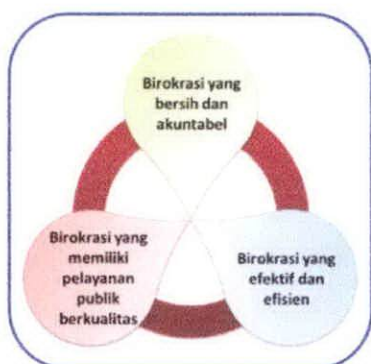 Birokrasi yang
bersih dan
akuntabel
Birokrasi yang
memiliki
pelayanan
publik
berkualitas
Birokrasi yang
efektif dan
efisien